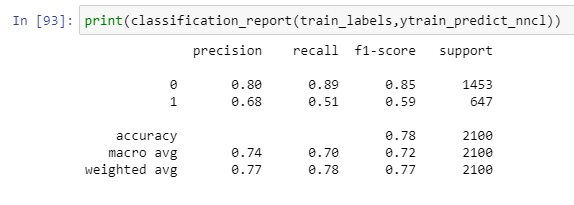 In [93]: print(classification_report(train_labels,ytrain_predict_nncl))
precision recall f1-score support
0 0.80 0.89 0.85 1453
1 0.68 0.51 0.59 647
accuracy 0.78 2100
macro avg 0.74 0.70 0.72 2100
weighted avg 0.77 0.78 0.77 2100